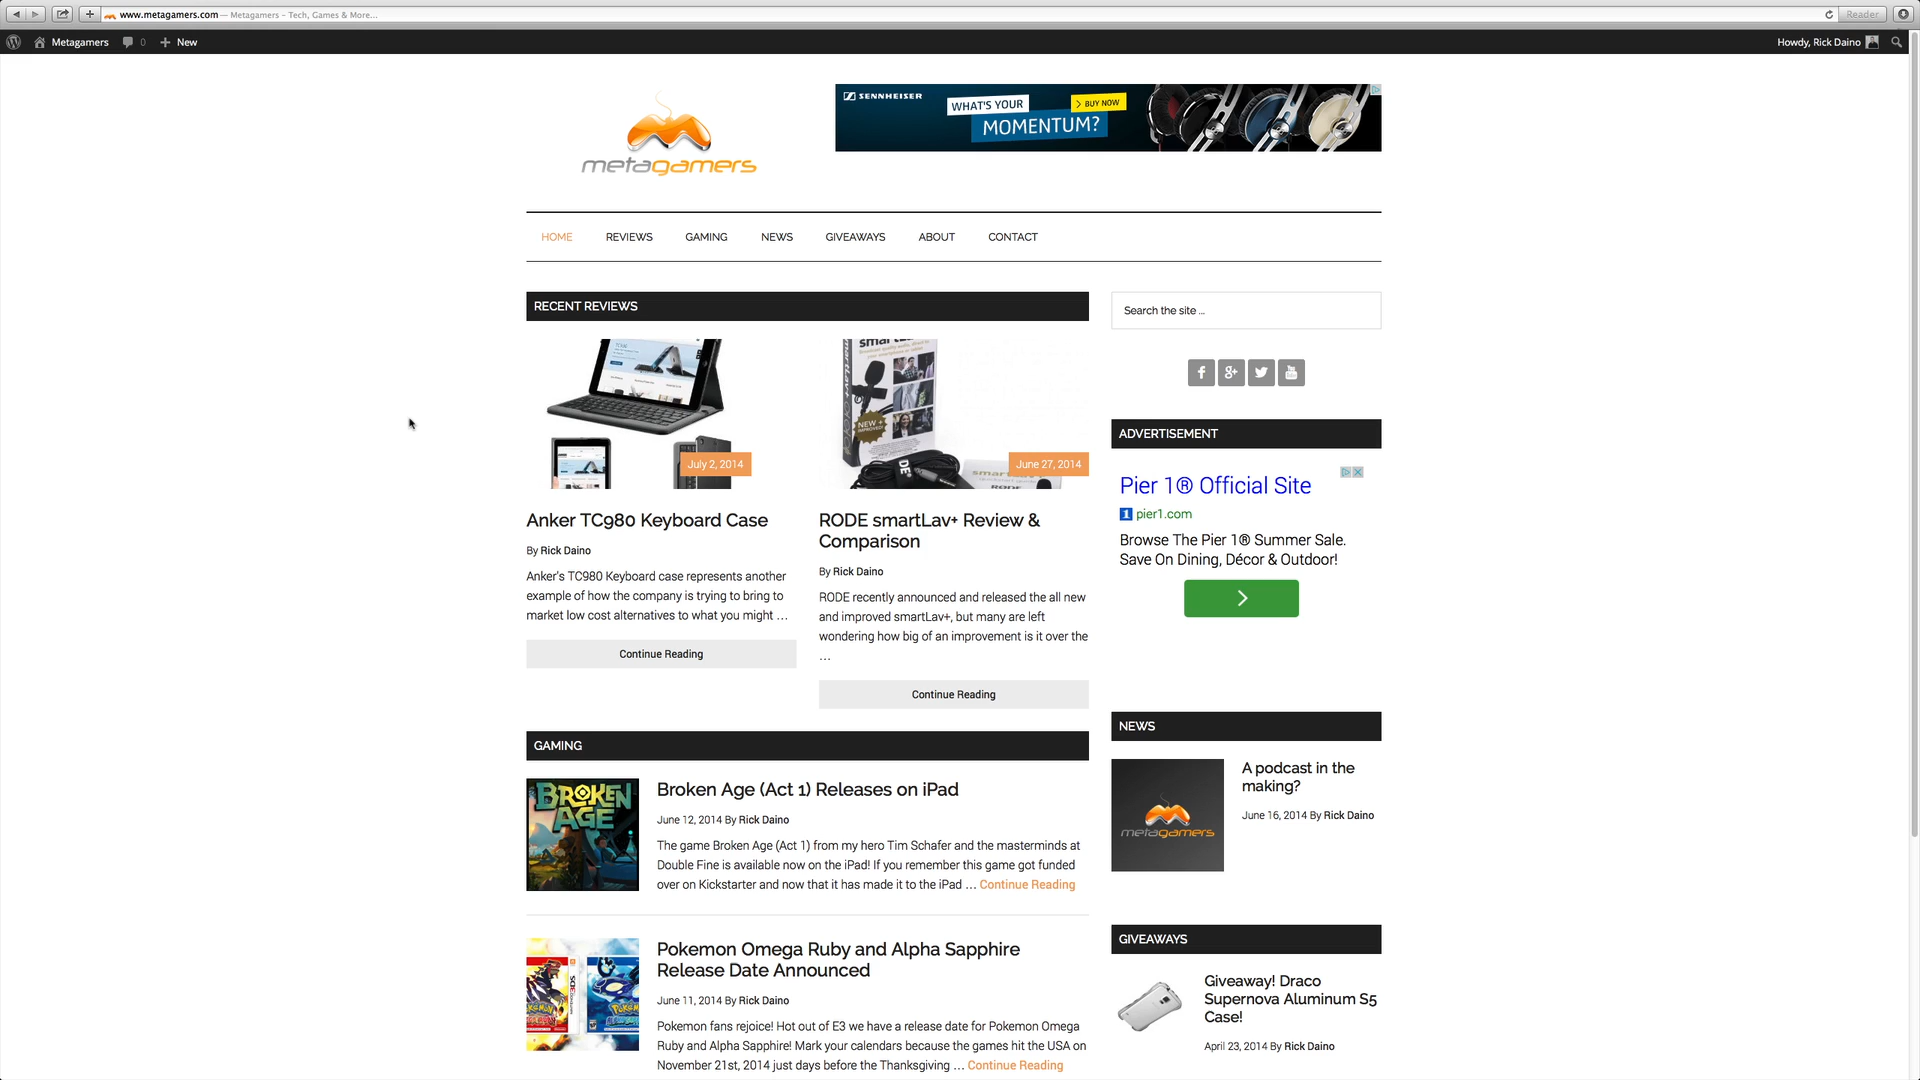 www.metagamers.com — Metagamers - Tech, Games & More...
Reader
Metagamers
0
New
Howdy, Rick Daino
metagamers
SENNHEISER
WHAT'S YOUR
MOMENTUM?
> BUY NOW
HOME
REVIEWS
GAMING
NEWS
GIVEAWAYS
ABOUT
CONTACT
RECENT REVIEWS
July 2, 2014
Anker TC980 Keyboard Case
By Rick Daino
Anker's TC980 Keyboard case represents another
example of how the company is trying to bring to
market low cost alternatives to what you might ...
Continue Reading
NEW +
IMPROVED!
RODE
June 27, 2014
RODE smartLav+ Review &
Comparison
By Rick Daino
RODE recently announced and released the all new
and improved smartLav+, but many are left
wondering how big of an improvement is it over the
...
Continue Reading
GAMING
BROKEN
AGE
Broken Age (Act 1) Releases on iPad
June 12, 2014 By Rick Daino
The game Broken Age (Act 1) from my hero Tim Schafer and the masterminds at
Double Fine is available now on the iPad! If you remember this game got funded
over on Kickstarter and now that it has made it to the iPad ... Continue Reading
Pokemon Omega Ruby and Alpha Sapphire
Release Date Announced
June 11, 2014 By Rick Daino
Pokemon fans rejoice! Hot out of E3 we have a release date for Pokemon Omega
Ruby and Alpha Sapphire! Mark your calendars because the games hit the USA on
November 21st, 2014 just days before the Thanksgiving ... Continue Reading
Search the site ...
ADVERTISEMENT
Pier 1® Official Site
pier1.com
Browse The Pier 1® Summer Sale.
Save On Dining, Décor & Outdoor!
NEWS
metagamers
A podcast in the
making?
June 16, 2014 By Rick Daino
GIVEAWAYS
Giveaway! Draco
Supernova Aluminum S5
Case!
April 23, 2014 By Rick Daino